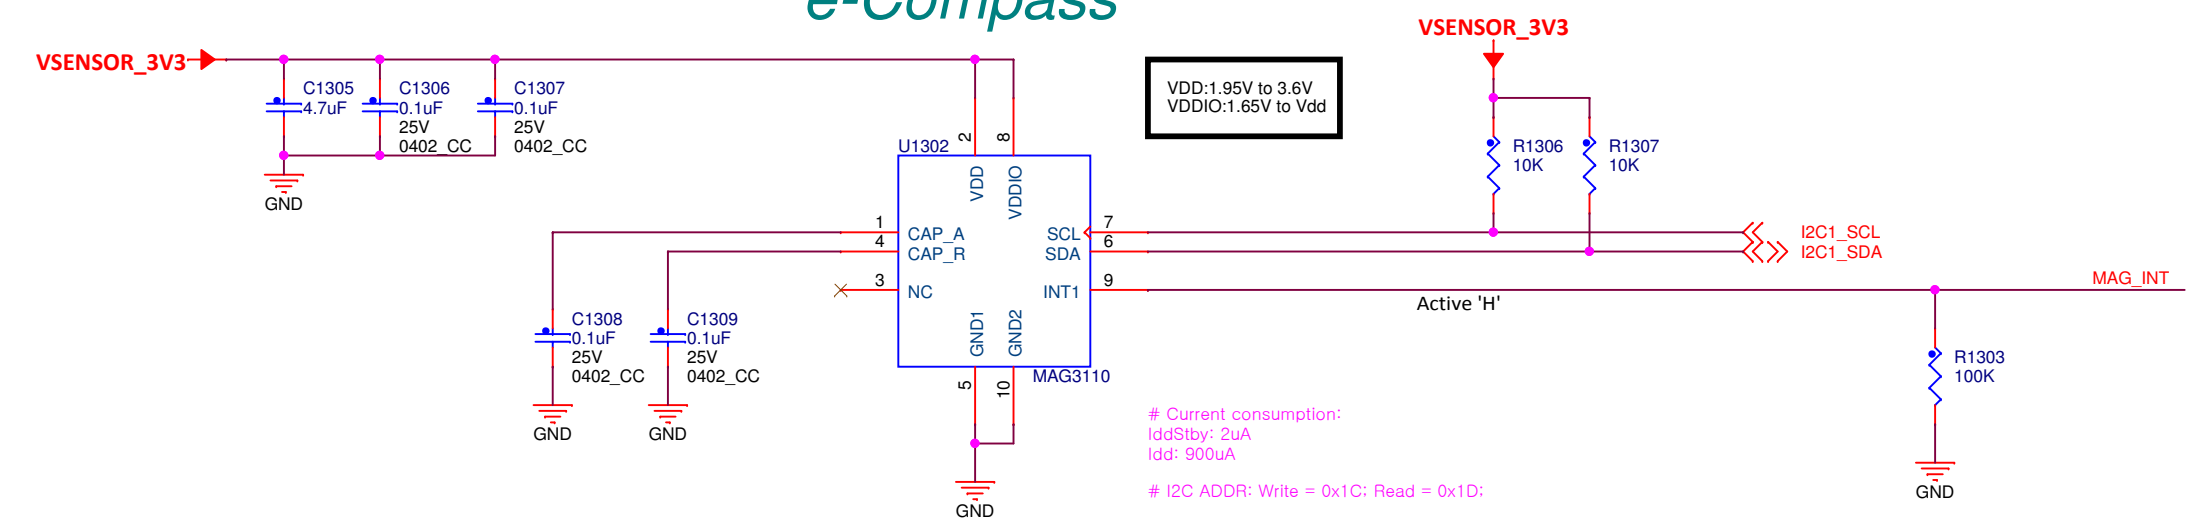 e-Compass
VSENSOR_3V3
VSENSOR_3V3
C1305
4.7uF
C1306
0.1uF
25V
0402_CC
C1307
0.1uF
25V
0402_CC
GND
VDD:1.95V to 3.6V
VDDIO:1.65V to Vdd
R1306
10K
R1307
10K
U1302
2
8
VDD
VDDIO
1
CAP_A
4
CAP_R
3
NC
SCL
7
SDA
6
INT1
9
GND1
GND2
5
10
MAG3110
GND
I2C1_SCL
I2C1_SDA
MAG_INT
Active 'H'
C1308
0.1uF
25V
0402_CC
GND
C1309
0.1uF
25V
0402_CC
GND
R1303
100K
GND
# Current consumption:
IddStby: 2uA
Idd: 900uA
# I2C ADDR: Write = 0x1C; Read = 0x1D;